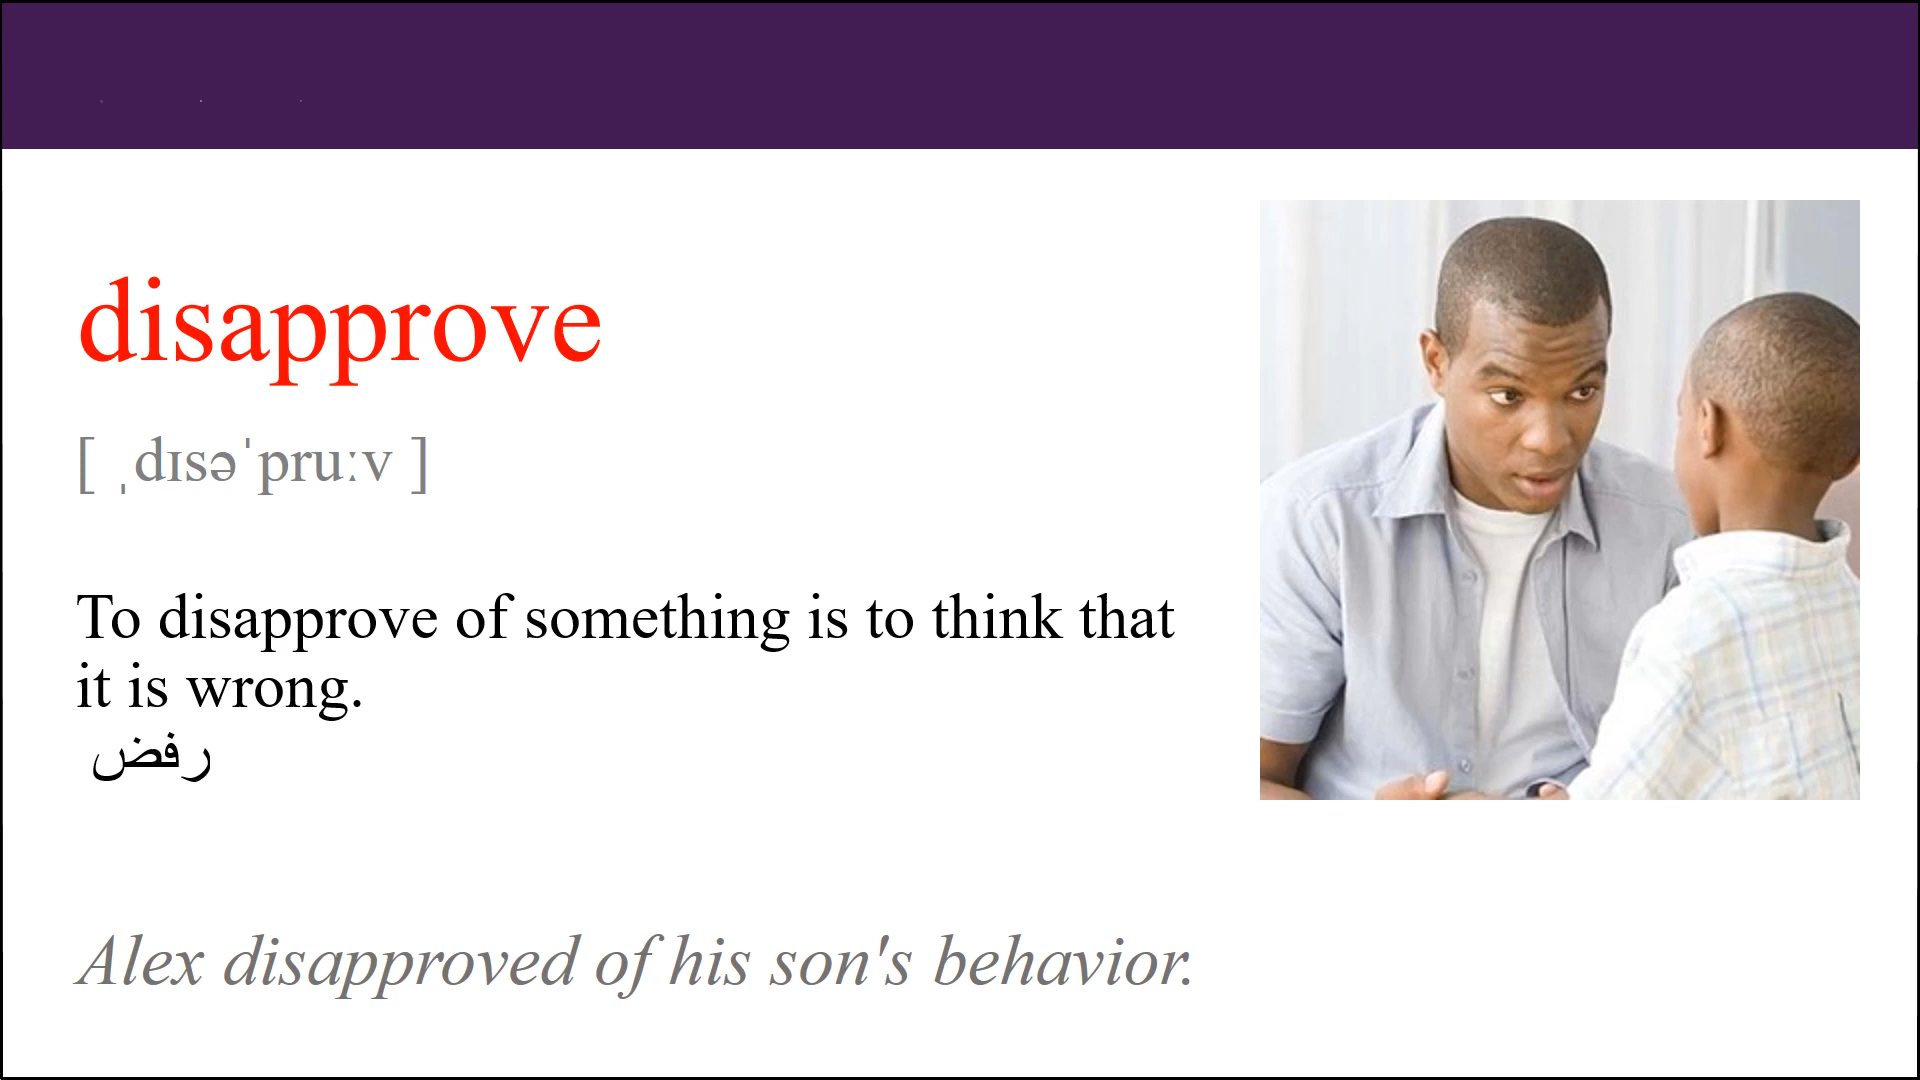 disapprove
[ ˌdɪsəˈpruːv ]
To disapprove of something is to think that
it is wrong.
رفض
Alex disapproved of his son's behavior.